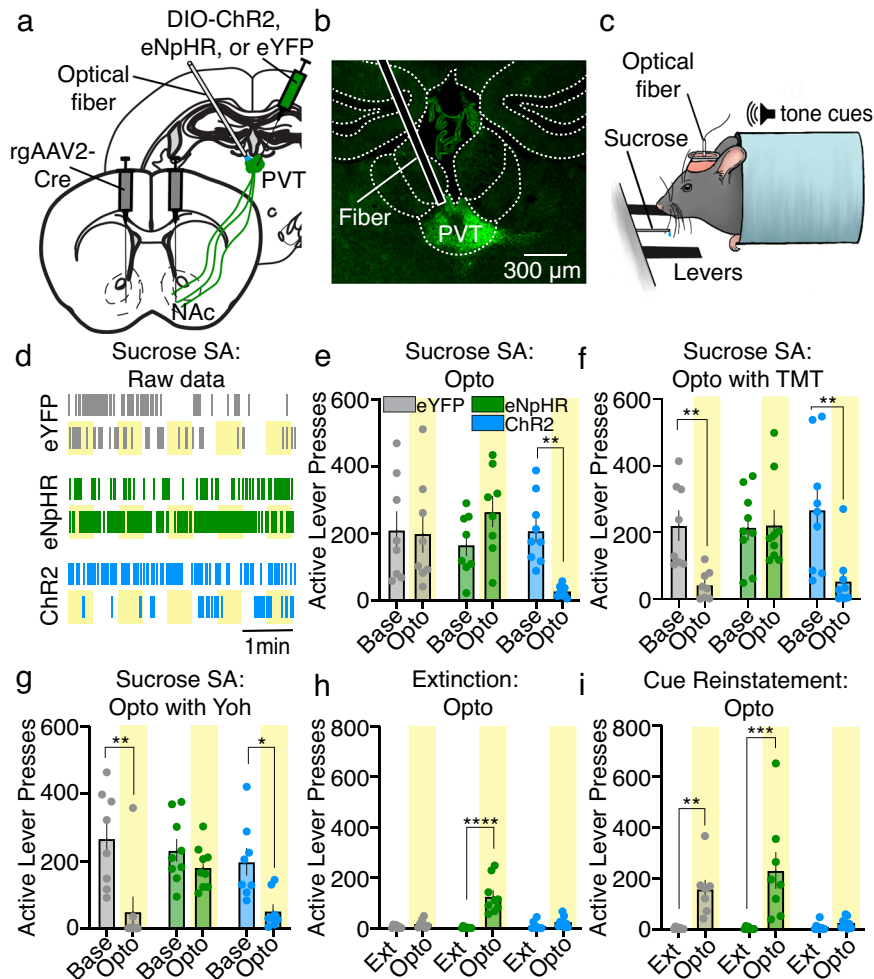 a
DIO-ChR2,
eNpHR, or eYFP
Optical
fiber
rgAAV2-
Cre
PVT
NAc
b
Fiber
PVT
300 µm
c
Optical
fiber
tone cues
Sucrose
Levers
d
Sucrose SA:
Raw data
eYFP
eNpHR
ChR2
1min
e
Sucrose SA:
Opto
Active Lever Presses
600
400
200
0
eYFP
eNpHR
ChR2
**
Base
Opto
Base
Opto
Base
Opto
f
Sucrose SA:
Opto with TMT
Active Lever Presses
600
400
200
0
**
**
Base
Opto
Base
Opto
Base
Opto
g
Sucrose SA:
Opto with Yoh
Active Lever Presses
600
400
200
0
**
*
Base
Opto
Base
Opto
Base
Opto
h
Extinction:
Opto
Active Lever Presses
800
600
400
200
0
****
Ext
Opto
Ext
Opto
Ext
Opto
i
Cue Reinstatement:
Opto
Active Lever Presses
800
600
400
200
0
**
***
Ext
Opto
Ext
Opto
Ext
Opto